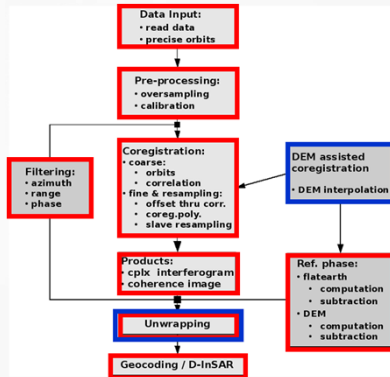 Data Input:
• read data
• precise orbits
Pre-processing:
• oversampling
• calibration
Coregistration:
• coarse:
• orbits
• correlation
• fine & resampling:
• offset thru corr.
• coreg.poly.
• slave resampling
Filtering:
• azimuth
• range
• phase
DEM assisted
coregistration
• DEM interpolation
Products:
• cplx interferogram
• coherence image
Ref. phase:
• flatearth
• computation
• subtraction
• DEM
• computation
• subtraction
Unwrapping
Geocoding / D-InSAR